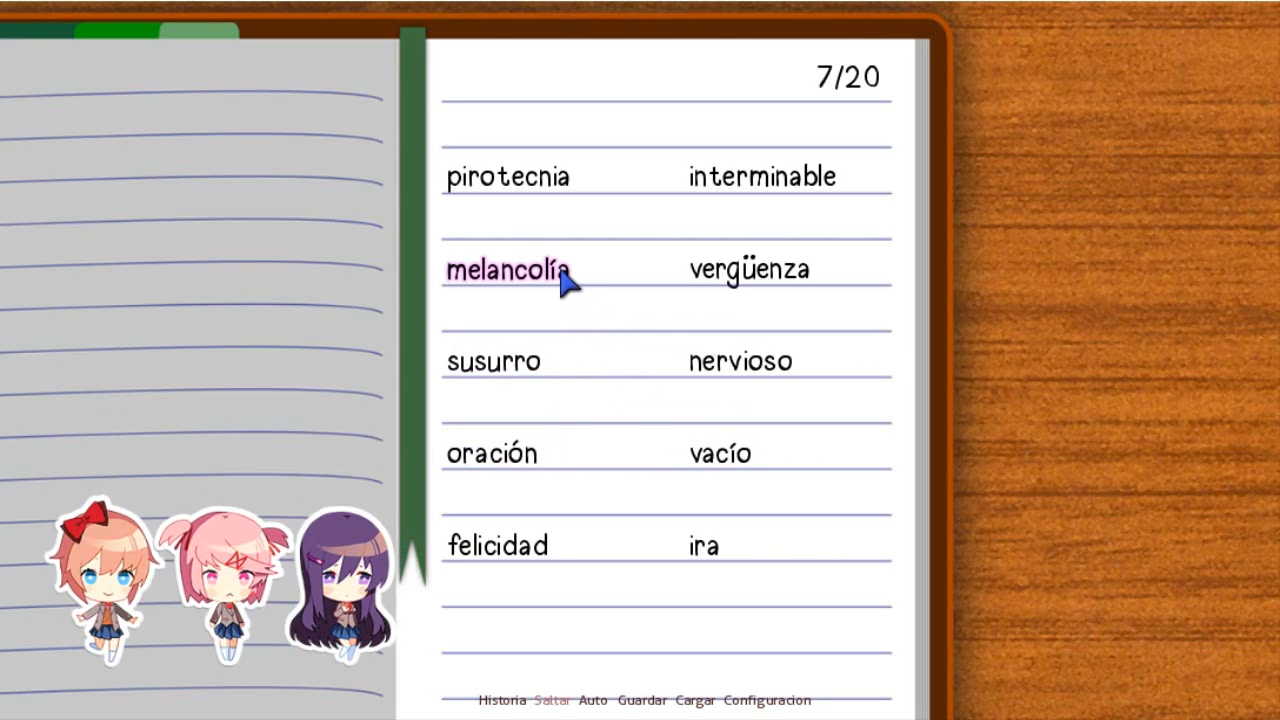 7/20
pirotecnia interminable
melancolía vergüenza
susurro nervioso
oración vacío
felicidad ira
Historia Saltar Auto Guardar Cargar Configuracion